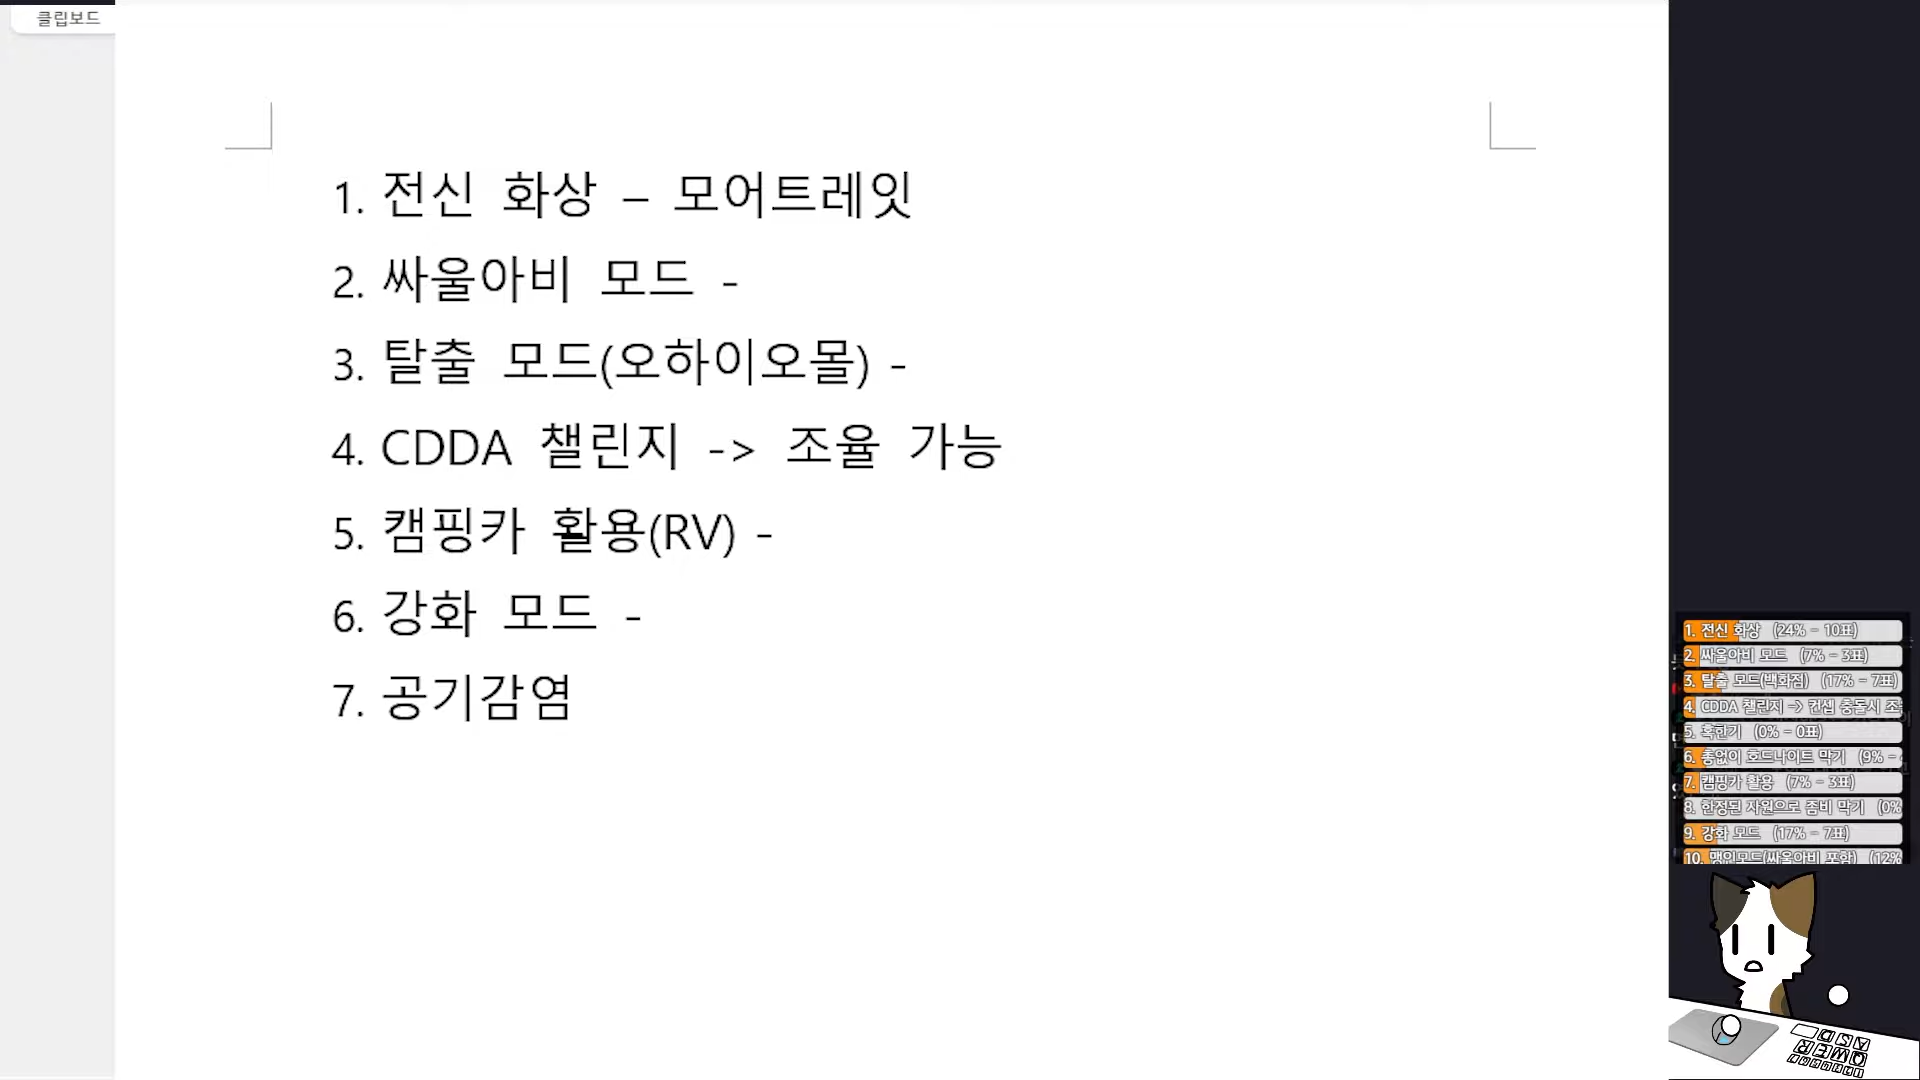 클립보드
1. 전신 화상 – 모어트레잇
2. 싸울아비 모드 -
3. 탈출 모드(오하이오몰) -
4. CDDA 챌린지 -> 조율 가능
5. 캠핑카 활용(RV) -
6. 강화 모드 -
7. 공기감염
1. 전신 화상 (24% - 10표)
2. 싸울아비 모드 (7% - 3표)
3. 탈출 모드(백화점) (17% - 7표)
4. CDDA 챌린지 -> 컨셉 충돌시 조
5. 혹한기 (0% - 0표)
6. 총없이 호드나이트 막기 (9% -
7. 캠핑카 활용 (7% - 3표)
8. 한정된 자원으로 좀비 막기 (0%
9. 강화 모드 (17% - 7표)
10. 맹인모드(싸울아비 포함) (12%